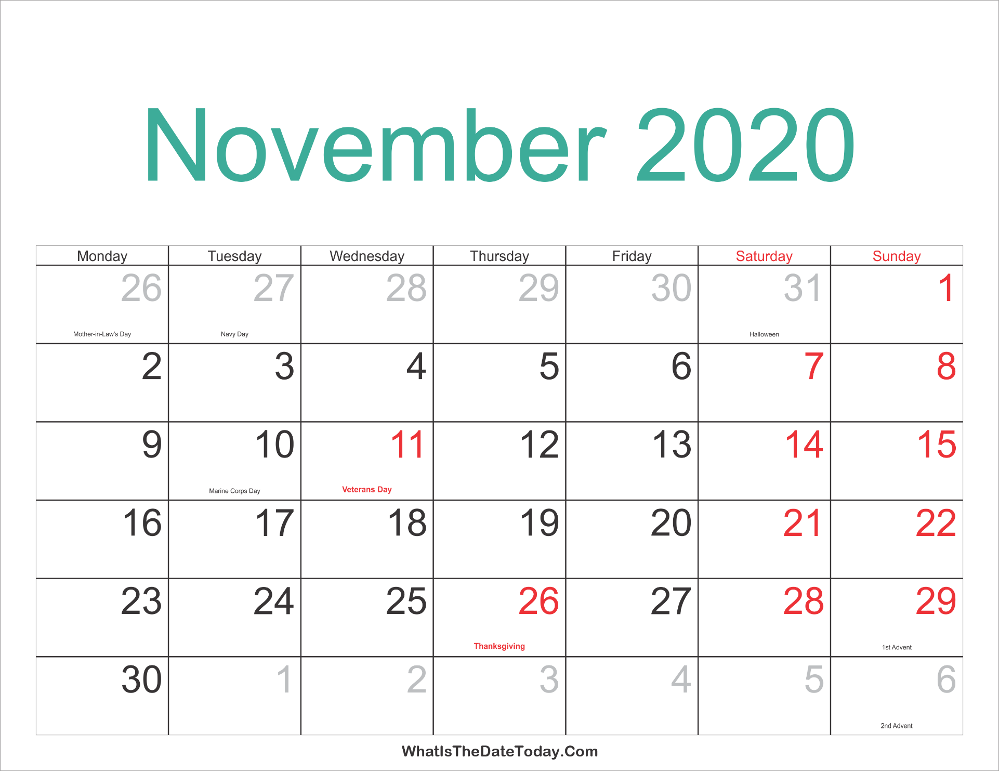 November 2020
Monday Tuesday Wednesday Thursday Friday Saturday Sunday
26 27 28 29 30 31 1
Mother-in-Law's Day Navy Day Halloween
2 3 4 5 6 7 8
9 10 11 12 13 14 15
Marine Corps Day Veterans Day
16 17 18 19 20 21 22
23 24 25 26 27 28 29
Thanksgiving 1st Advent
30 1 2 3 4 5 6
2nd Advent
WhatIsTheDateToday.Com